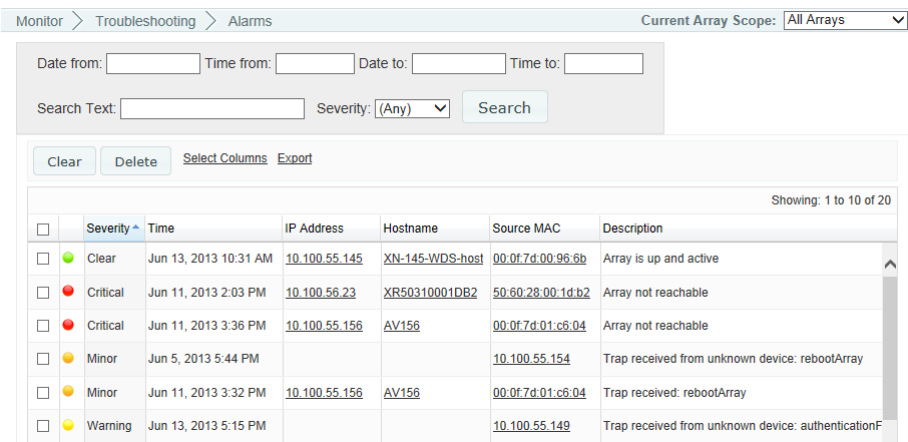 Monitor > Troubleshooting > Alarms Current Array Scope: All Arrays
Date from: Time from: Date to: Time to:
Search Text: Severity: (Any) Search
Clear Delete Select Columns Export
Showing: 1 to 10 of 20
Severity Time IP Address Hostname Source MAC Description
Clear Jun 13, 2013 10:31 AM 10.100.55.145 XN-145-WDS-host 00:0f:7d:00:96:6b Array is up and active
Critical Jun 11, 2013 2:03 PM 10.100.56.23 XR50310001DB2 50:60:28:00:1d:b2 Array not reachable
Critical Jun 11, 2013 3:36 PM 10.100.55.156 AV156 00:0f:7d:01:c6:04 Array not reachable
Minor Jun 5, 2013 5:44 PM 10.100.55.154 Trap received from unknown device: rebootArray
Minor Jun 11, 2013 3:32 PM 10.100.55.156 AV156 00:0f:7d:01:c6:04 Trap received: rebootArray
Warning Jun 13, 2013 5:15 PM 10.100.55.149 Trap received from unknown device: authenticationF